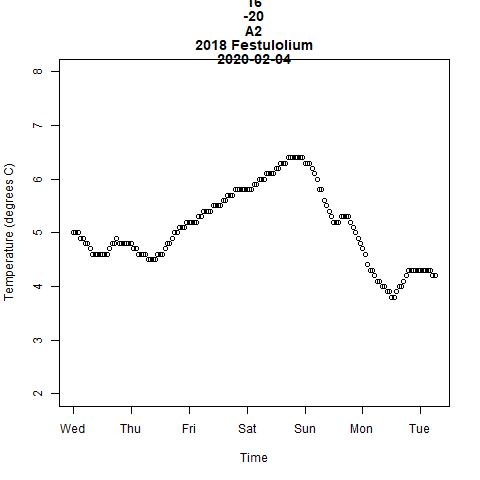 16
-20
A2
2018 Festulolium
2020-02-04
8
7
6
5
4
3
2
Temperature (degrees C)
Wed Thu Fri Sat Sun Mon Tue
Time